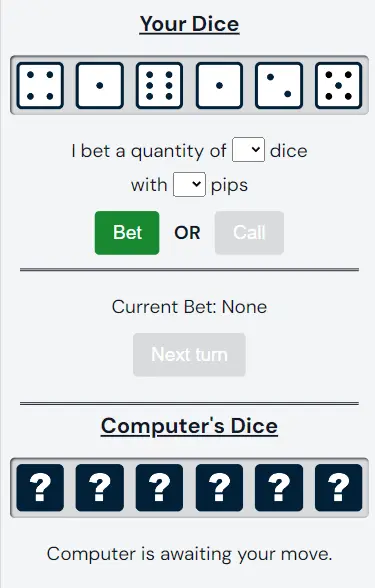 Your Dice
I bet a quantity of dice
with pips
Bet OR Call
Current Bet: None
Next turn
Computer's Dice
? ? ? ? ? ?
Computer is awaiting your move.